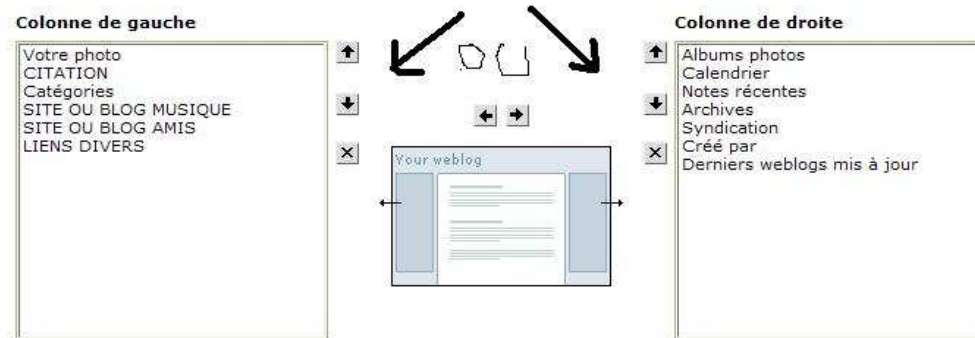 Colonne de gauche
Votre photo
CITATION
Catégories
SITE OU BLOG MUSIQUE
SITE OU BLOG AMIS
LIENS DIVERS
OU
Your weblog
Colonne de droite
Albums photos
Calendrier
Notes récentes
Archives
Syndication
Créé par
Derniers weblogs mis à jour